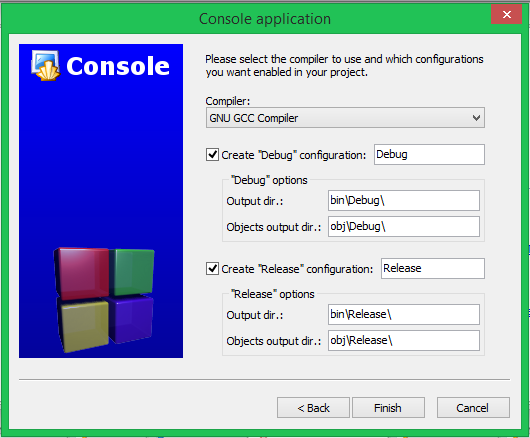 Console application
Console
Please select the compiler to use and which configurations
you want enabled in your project.
Compiler:
GNU GCC Compiler
Create "Debug" configuration: Debug
"Debug" options
Output dir.: bin\Debug\
Objects output dir.: obj\Debug\
Create "Release" configuration: Release
"Release" options
Output dir.: bin\Release\
Objects output dir.: obj\Release\
< Back Finish Cancel